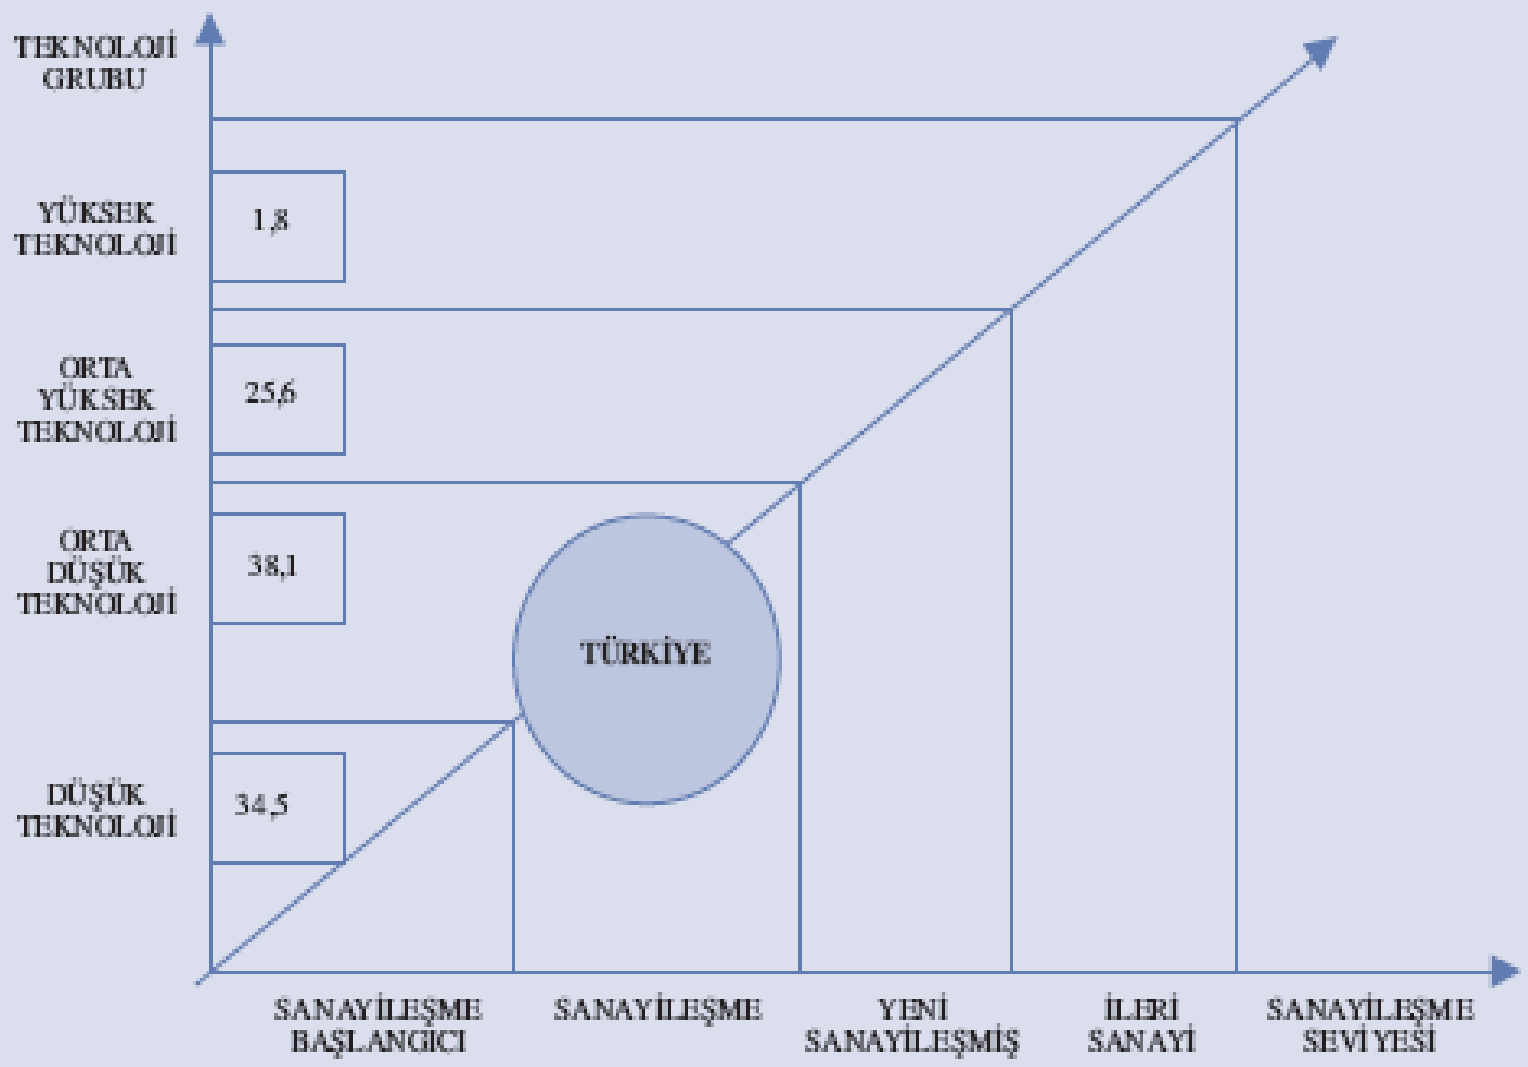 TEKNOLOJİ
GRUBU
YÜKSEK
TEKNOLOJİ
1,8
ORTA
YÜKSEK
TEKNOLOJİ
25,6
ORTA
DÜŞÜK
TEKNOLOJİ
38,1
TÜRKİYE
DÜŞÜK
TEKNOLOJİ
34,5
SANAYİLEŞME
BAŞLANGICI
SANAYİLEŞME
YENİ
SANAYİLEŞMİŞ
İLERİ
SANAYİ
SANAYİLEŞME
SEVİYESİ